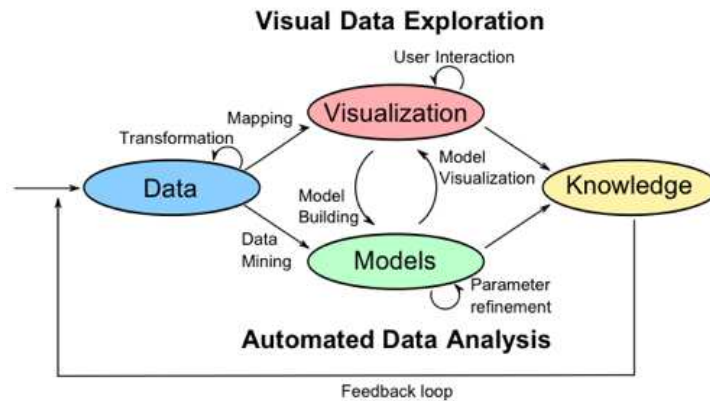 Visual Data Exploration
User Interaction
Mapping
Visualization
Transformation
Data
Model
Building
Model
Visualization
Knowledge
Data
Mining
Models
Parameter
refinement
Automated Data Analysis
Feedback loop